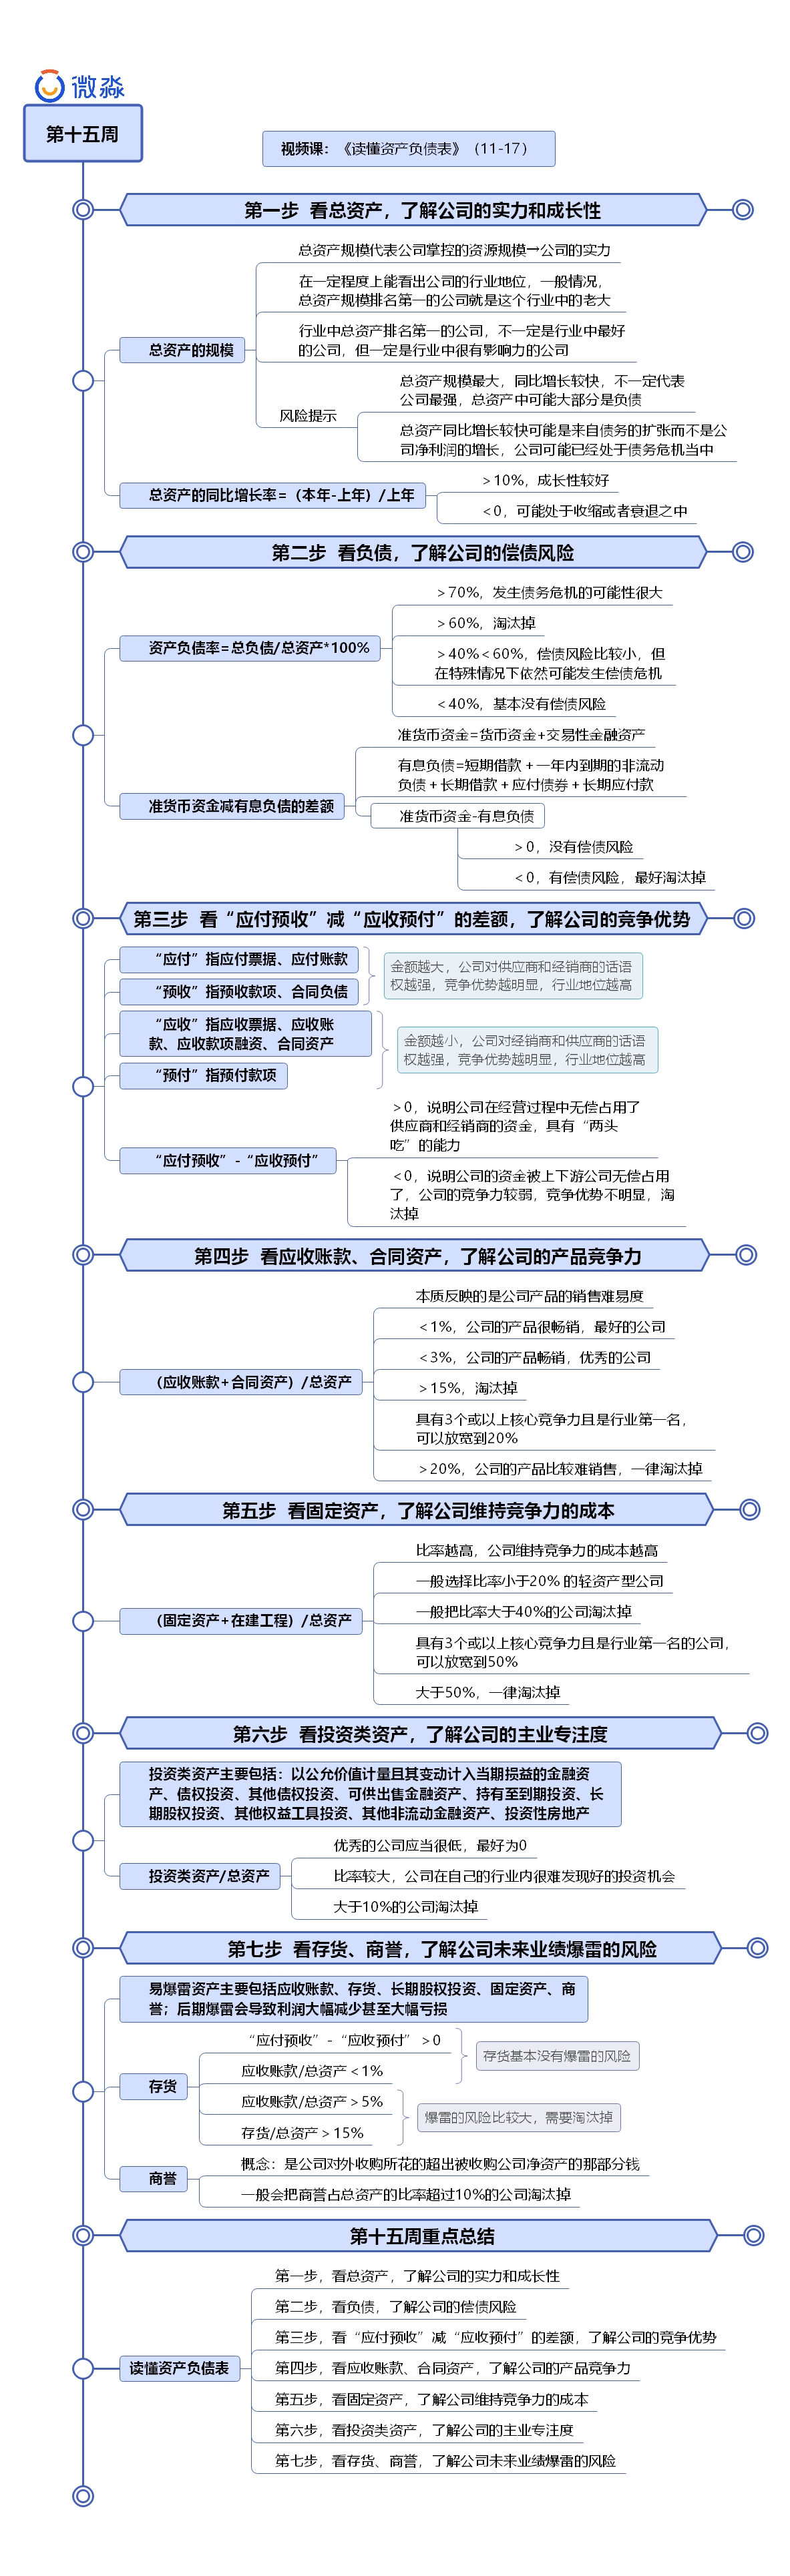 微淼
第十五周
视频课：《读懂资产负债表》（11-17）
第一步 看总资产，了解公司的实力和成长性
总资产规模代表公司掌控的资源规模→公司的实力
在一定程度上能看出公司的行业地位，一般情况，
总资产规模排名第一的公司就是这个行业中的老大
总资产的规模
行业中总资产排名第一的公司，不一定是行业中最好
的公司，但一定是行业中很有影响力的公司
风险提示
总资产规模最大，同比增长较快，不一定代表
公司最强，总资产中可能大部分是负债
总资产同比增长较快可能是来自债务的扩张而不是公
司净利润的增长，公司可能已经处于债务危机当中
总资产的同比增长率=（本年-上年）/上年
＞10%，成长性较好
＜0，可能处于收缩或者衰退之中
第二步 看负债，了解公司的偿债风险
资产负债率=总负债/总资产*100%
＞70%，发生债务危机的可能性很大
＞60%，淘汰掉
＞40%＜60%，偿债风险比较小，但
在特殊情况下依然可能发生偿债危机
＜40%，基本没有偿债风险
准货币资金减有息负债的差额
准货币资金=货币资金+交易性金融资产
有息负债=短期借款＋一年内到期的非流动
负债＋长期借款＋应付债券＋长期应付款
准货币资金-有息负债
＞0，没有偿债风险
＜0，有偿债风险，最好淘汰掉
第三步 看“应付预收”减“应收预付”的差额，了解公司的竞争优势
“应付”指应付票据、应付账款
“预收”指预收款项、合同负债
金额越大，公司对供应商和经销商的话语
权越强，竞争优势越明显，行业地位越高
“应收”指应收票据、应收账
款、应收款项融资、合同资产
“预付”指预付款项
金额越小，公司对经销商和供应商的话语
权越强，竞争优势越明显，行业地位越高
“应付预收”-“应收预付”
＞0，说明公司在经营过程中无偿占用了
供应商和经销商的资金，具有“两头
吃”的能力
＜0，说明公司的资金被上下游公司无偿占用
了，公司的竞争力较弱，竞争优势不明显，淘
汰掉
第四步 看应收账款、合同资产，了解公司的产品竞争力
（应收账款+合同资产）/总资产
本质反映的是公司产品的销售难易度
＜1%，公司的产品很畅销，最好的公司
＜3%，公司的产品畅销，优秀的公司
＞15%，淘汰掉
具有3个或以上核心竞争力且是行业第一名，
可以放宽到20%
＞20%，公司的产品比较难销售，一律淘汰掉
第五步 看固定资产，了解公司维持竞争力的成本
（固定资产+在建工程）/总资产
比率越高，公司维持竞争力的成本越高
一般选择比率小于20% 的轻资产型公司
一般把比率大于40%的公司淘汰掉
具有3个或以上核心竞争力且是行业第一名的公司，
可以放宽到50%
大于50%，一律淘汰掉
第六步 看投资类资产，了解公司的主业专注度
投资类资产主要包括：以公允价值计量且其变动计入当期损益的金融资
产、债权投资、其他债权投资、可供出售金融资产、持有至到期投资、长
期股权投资、其他权益工具投资、其他非流动金融资产、投资性房地产
投资类资产/总资产
优秀的公司应当很低，最好为0
比率较大，公司在自己的行业内很难发现好的投资机会
大于10%的公司淘汰掉
第七步 看存货、商誉，了解公司未来业绩爆雷的风险
易爆雷资产主要包括应收账款、存货、长期股权投资、固定资产、商
誉；后期爆雷会导致利润大幅减少甚至大幅亏损
存货
“应付预收”-“应收预付”＞0
应收账款/总资产＜1%
存货基本没有爆雷的风险
应收账款/总资产＞5%
存货/总资产＞15%
爆雷的风险比较大，需要淘汰掉
商誉
概念：是公司对外收购所花的超出被收购公司净资产的那部分钱
一般会把商誉占总资产的比率超过10%的公司淘汰掉
第十五周重点总结
读懂资产负债表
第一步，看总资产，了解公司的实力和成长性
第二步，看负债，了解公司的偿债风险
第三步，看“应付预收”减“应收预付”的差额，了解公司的竞争优势
第四步，看应收账款、合同资产，了解公司的产品竞争力
第五步，看固定资产，了解公司维持竞争力的成本
第六步，看投资类资产，了解公司的主业专注度
第七步，看存货、商誉，了解公司未来业绩爆雷的风险